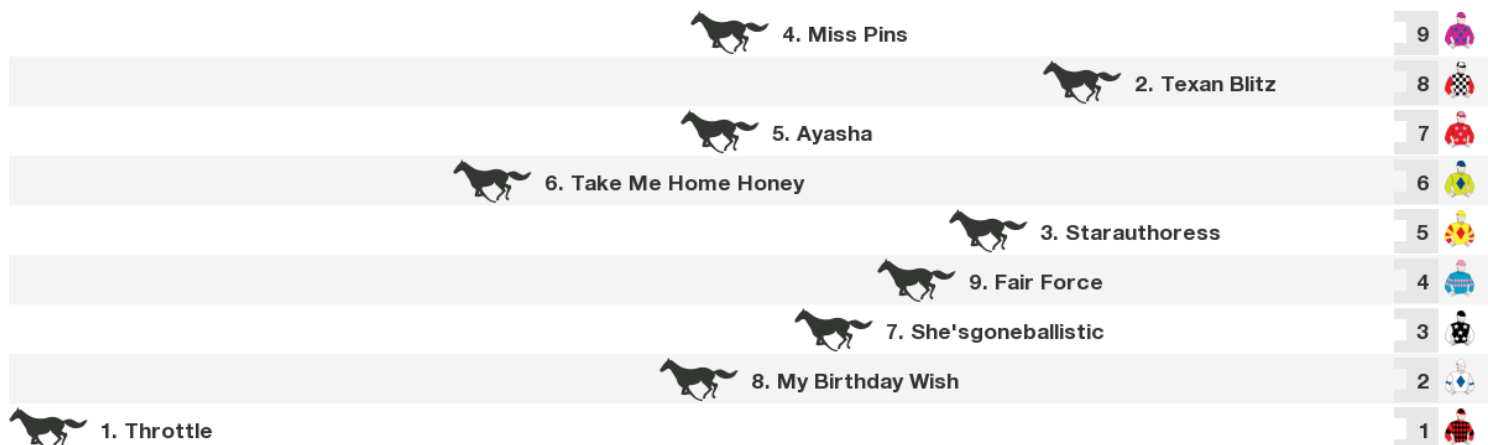 4. Miss Pins 9
2. Texan Blitz 8
5. Ayasha 7
6. Take Me Home Honey 6
3. Starauthoress 5
9. Fair Force 4
7. She'sgoneballistic 3
8. My Birthday Wish 2
1. Throttle 1